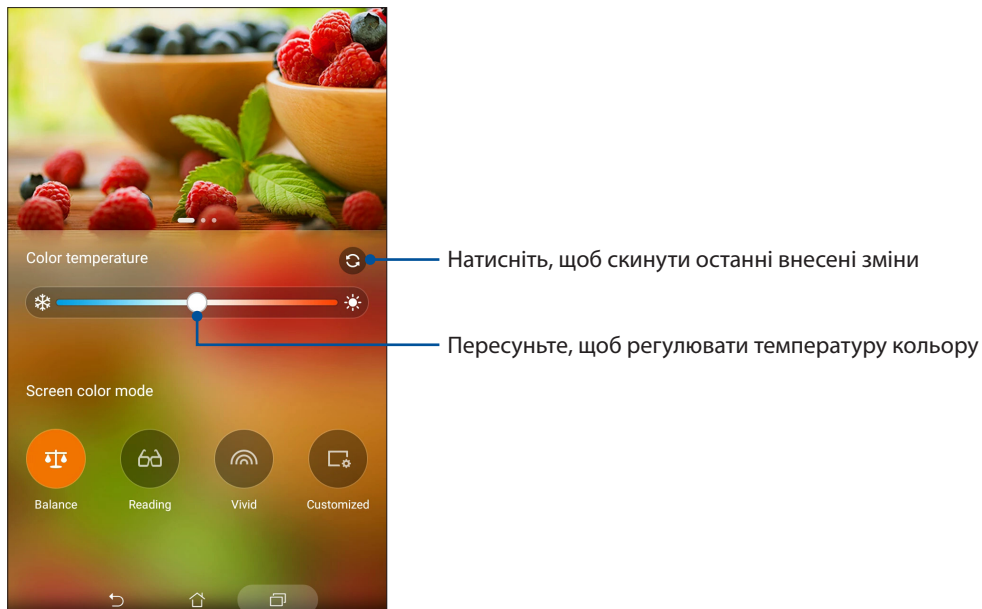 Color temperature
Натисніть, щоб скинути останні внесені зміни
Пересуньте, щоб регулювати температуру кольору
Screen color mode
Balance Reading Vivid Customized